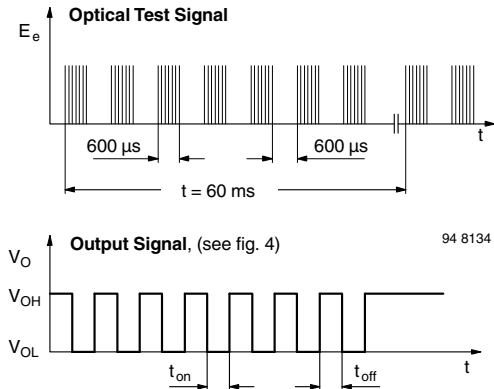 Optical Test Signal
E e
t
600 µs
600 µs
t = 60 ms
Output Signal, (see fig. 4)
94 8134
V O
V OH
V OL
t on
t off
t